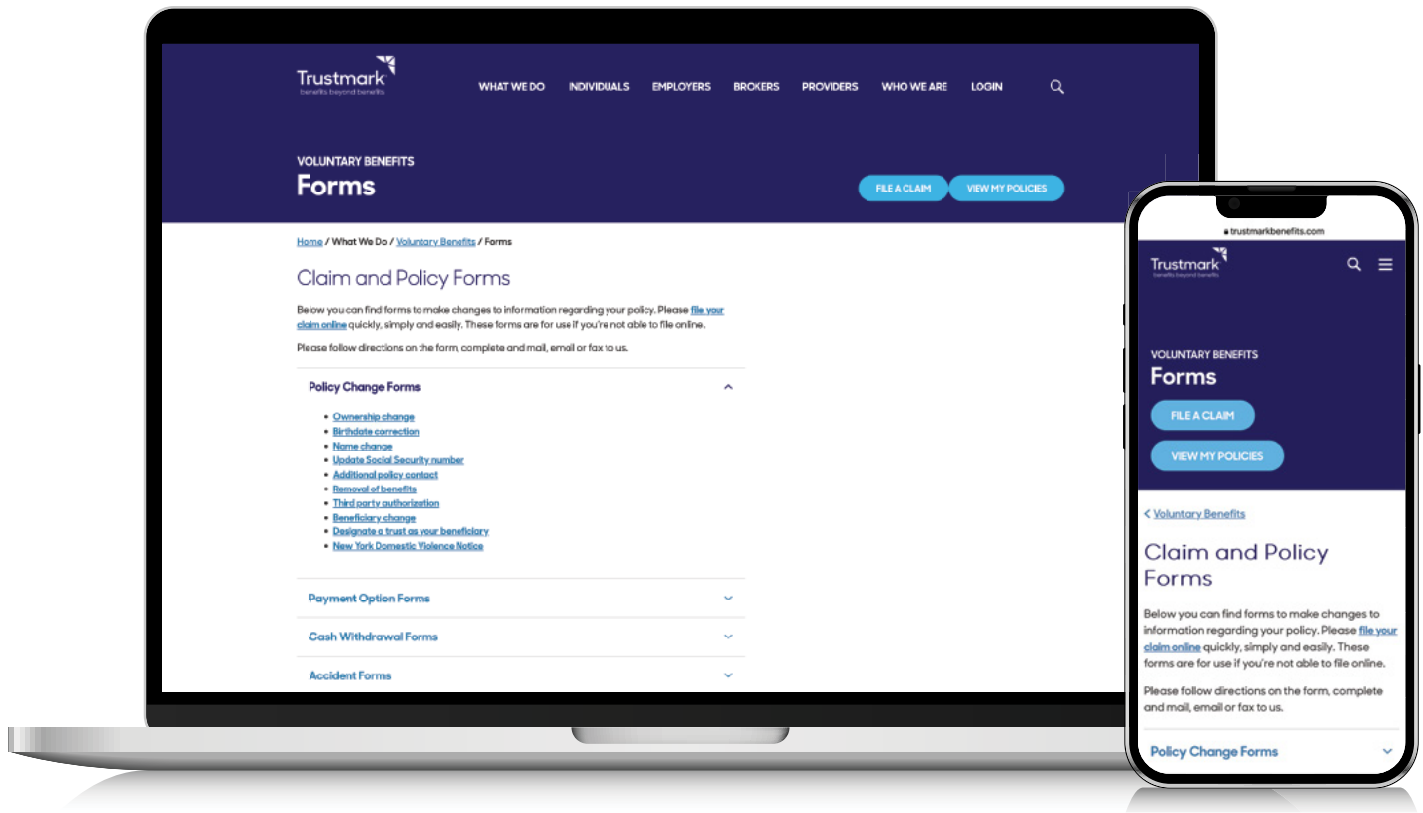 Trustmark
benefits beyond benefits
WHAT WE DO
INDIVIDUALS
EMPLOYERS
BROKERS
PROVIDERS
WHO WE ARE
LOGIN
VOLUNTARY BENEFITS
Forms
FILE A CLAIM
VIEW MY POLICIES
Home / What We Do / Voluntary Benefits / Forms
Claim and Policy Forms
Below you can find forms to make changes to information regarding your policy. Please file your
claim online quickly, simply and easily. These forms are for use if you're not able to file online.
Please follow directions on the form, complete and mail, email or fax to us.
Policy Change Forms
• Ownership change
• Birthdate correction
• Name change
• Update Social Security number
• Additional policy contact
• Removal of benefits
• Third party authorization
• Beneficiary change
• Designate a trust as your beneficiary
• New York Domestic Violence Notice
Payment Option Forms
Cash Withdrawal Forms
Accident Forms
trustmarkbenefits.com
Trustmark
benefits beyond benefits
VOLUNTARY BENEFITS
Forms
FILE A CLAIM
VIEW MY POLICIES
< Voluntary Benefits
Claim and Policy
Forms
Below you can find forms to make changes to
information regarding your policy. Please file your
claim online quickly, simply and easily. These
forms are for use if you're not able to file online.
Please follow directions on the form, complete
and mail, email or fax to us.
Policy Change Forms